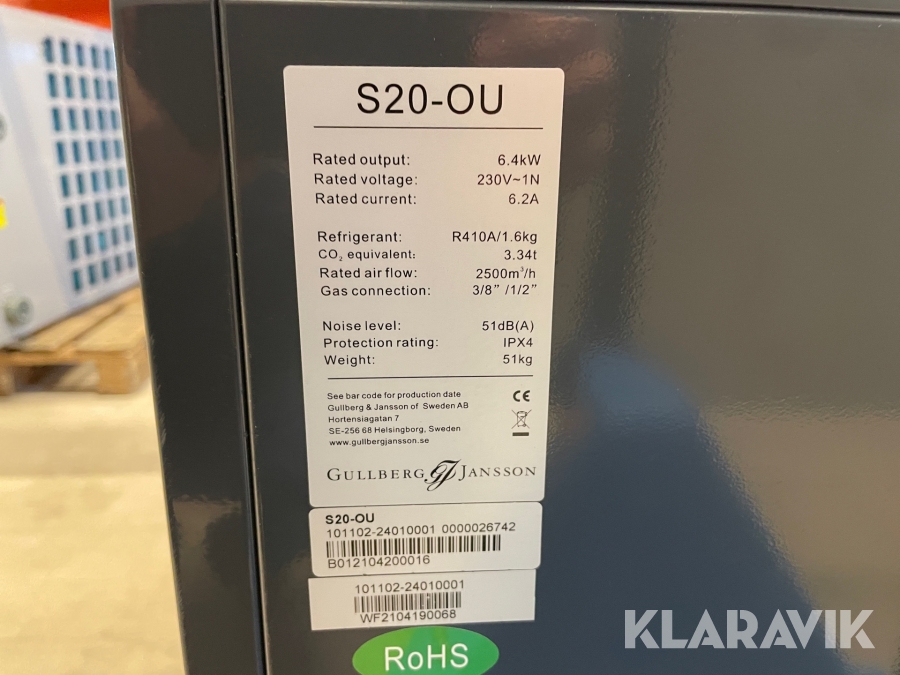 S20-OU
Rated output: 6.4kW
Rated voltage: 230V~1N
Rated current: 6.2A
Refrigerant: R410A/1.6kg
CO₂ equivalent: 3.34t
Rated air flow: 2500m³/h
Gas connection: 3/8" /1/2"
Noise level: 51dB(A)
Protection rating: IPX4
Weight: 51kg
See bar code for production date
Gullberg & Jansson of Sweden AB
Hortensiagatan 7
SE-256 68 Helsingborg, Sweden
www.gullbergjansson.se
CE
GULLBERG GJ JANSSON
S20-OU
101102-24010001 0000026742
B012104200016
101102-24010001
WF2104190068
RoHS
KLARAVIK